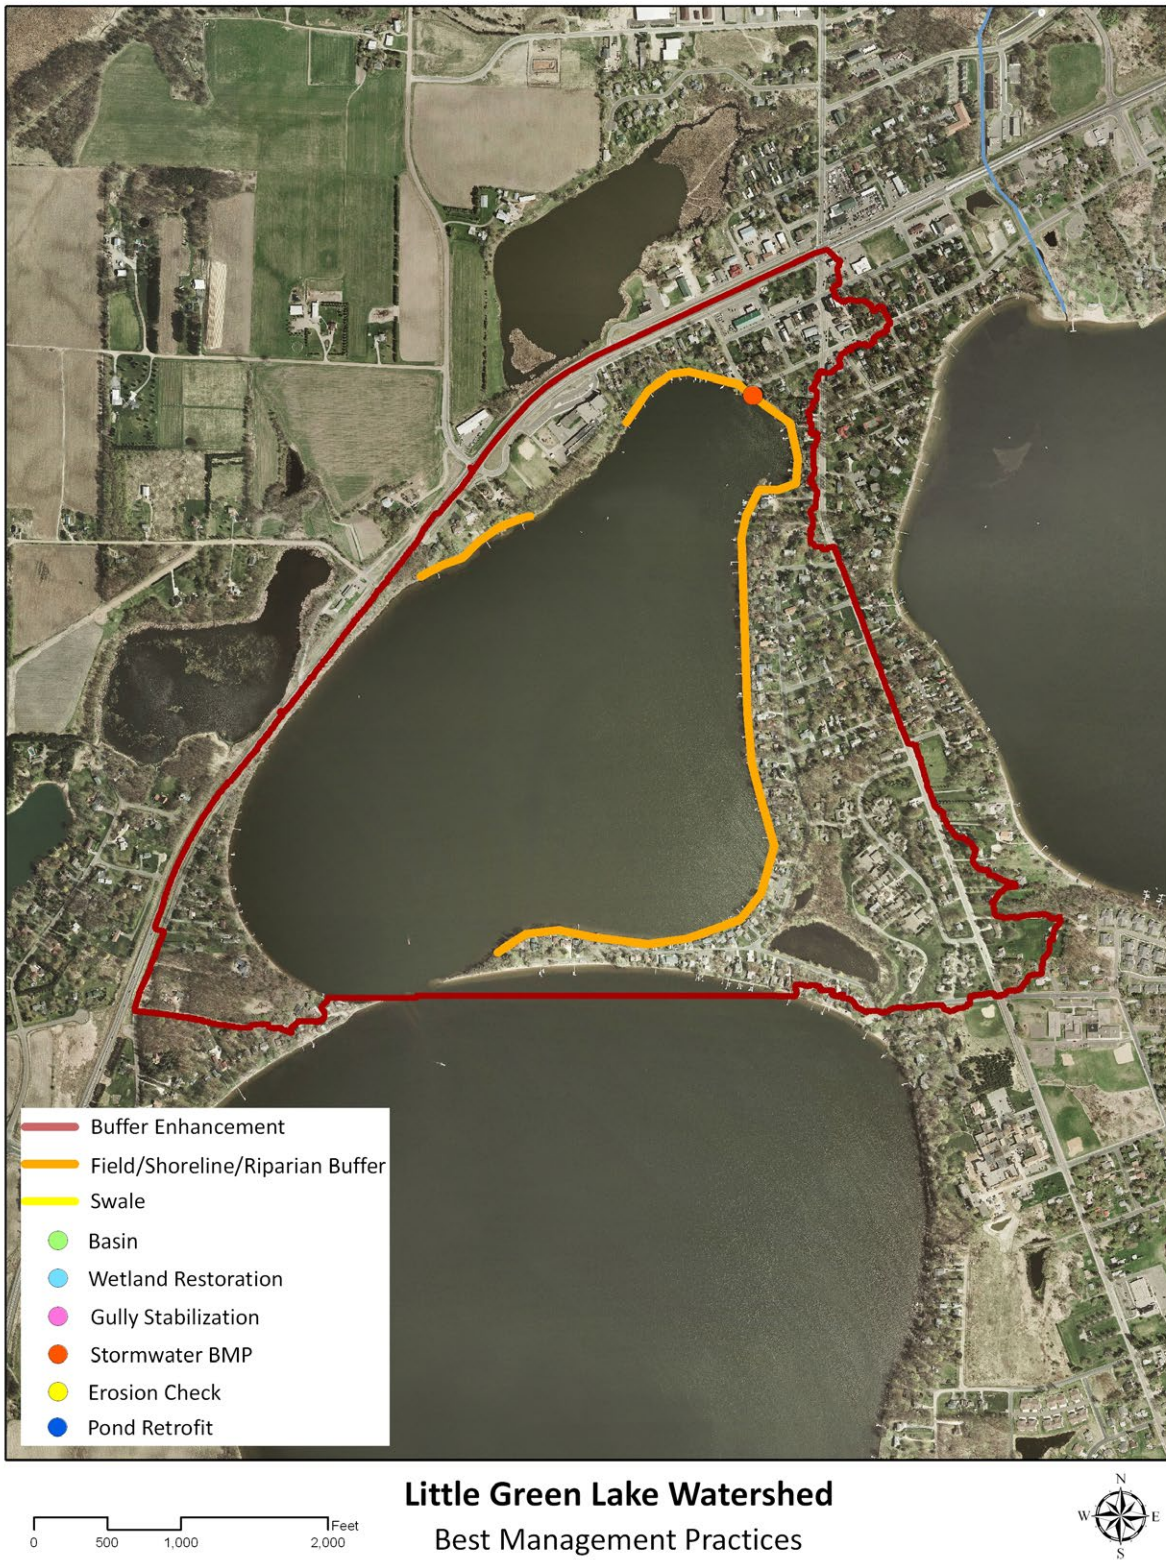 Buffer Enhancement
Field/Shoreline/Riparian Buffer
Swale
Basin
Wetland Restoration
Gully Stabilization
Stormwater BMP
Erosion Check
Pond Retrofit
Little Green Lake Watershed
Best Management Practices
0 500 1,000 2,000
Feet
N
W E
S